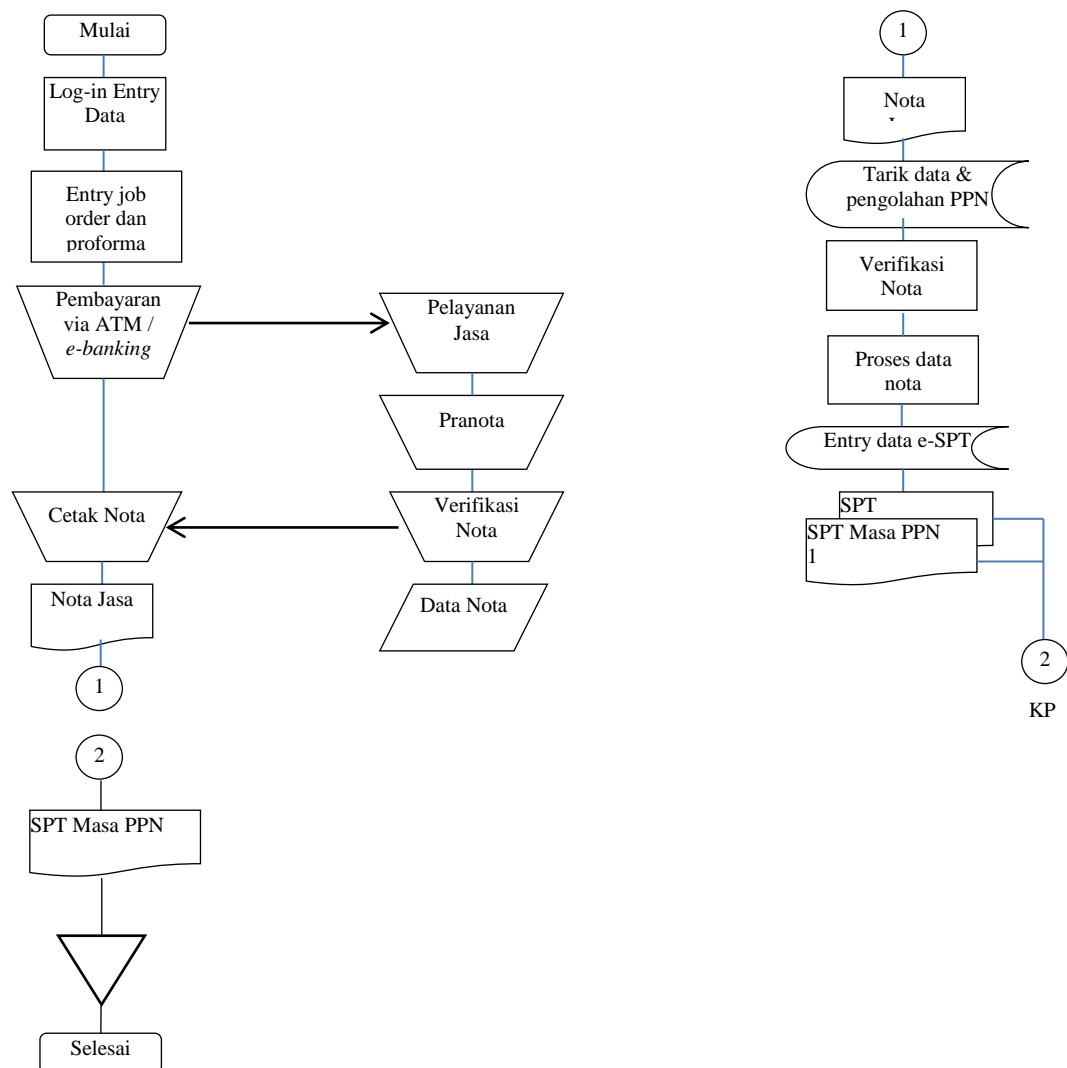 Mulai
Log-in Entry
Data
Entry job
order dan
proforma
Pembayaran
via ATM /
e-banking
Pelayanan
Jasa
Pranota
Cetak Nota
Verifikasi
Nota
Nota Jasa
Data Nota
1
2
SPT Masa PPN
Selesai
1
Nota
Tarik data &
pengolahan PPN
Verifikasi
Nota
Proses data
nota
Entry data e-SPT
SPT
SPT Masa PPN
1
2
KP